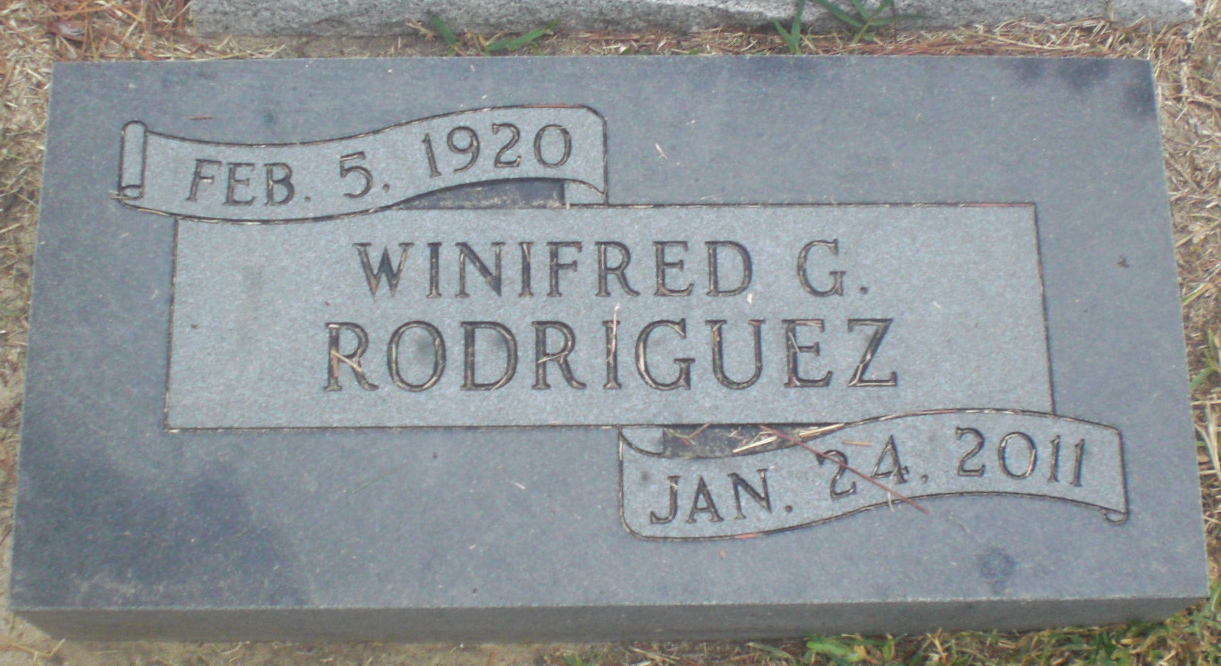 FEB. 5, 1920
WINIFRED G.
RODRIGUEZ
JAN. 24, 2011